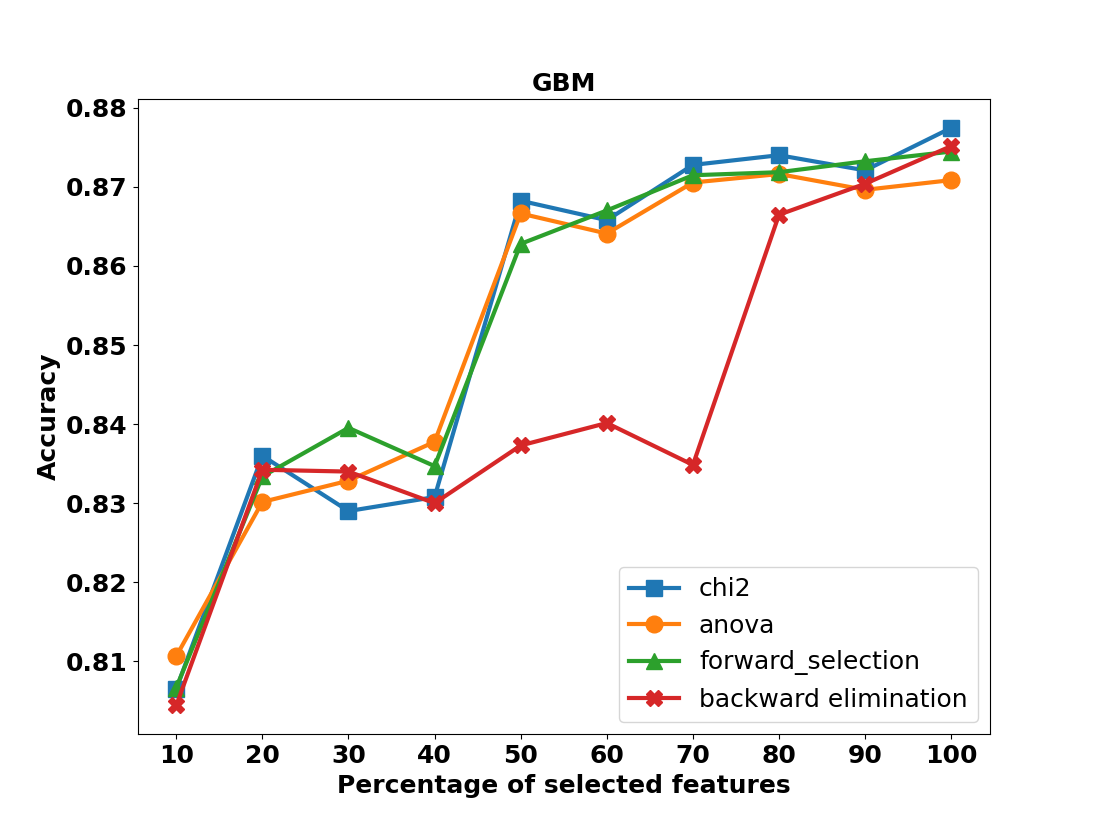 GBM
0.88
0.87
0.86
0.85
0.84
0.83
0.82
0.81
Accuracy
10 20 30 40 50 60 70 80 90 100
Percentage of selected features
chi2
anova
forward_selection
backward elimination